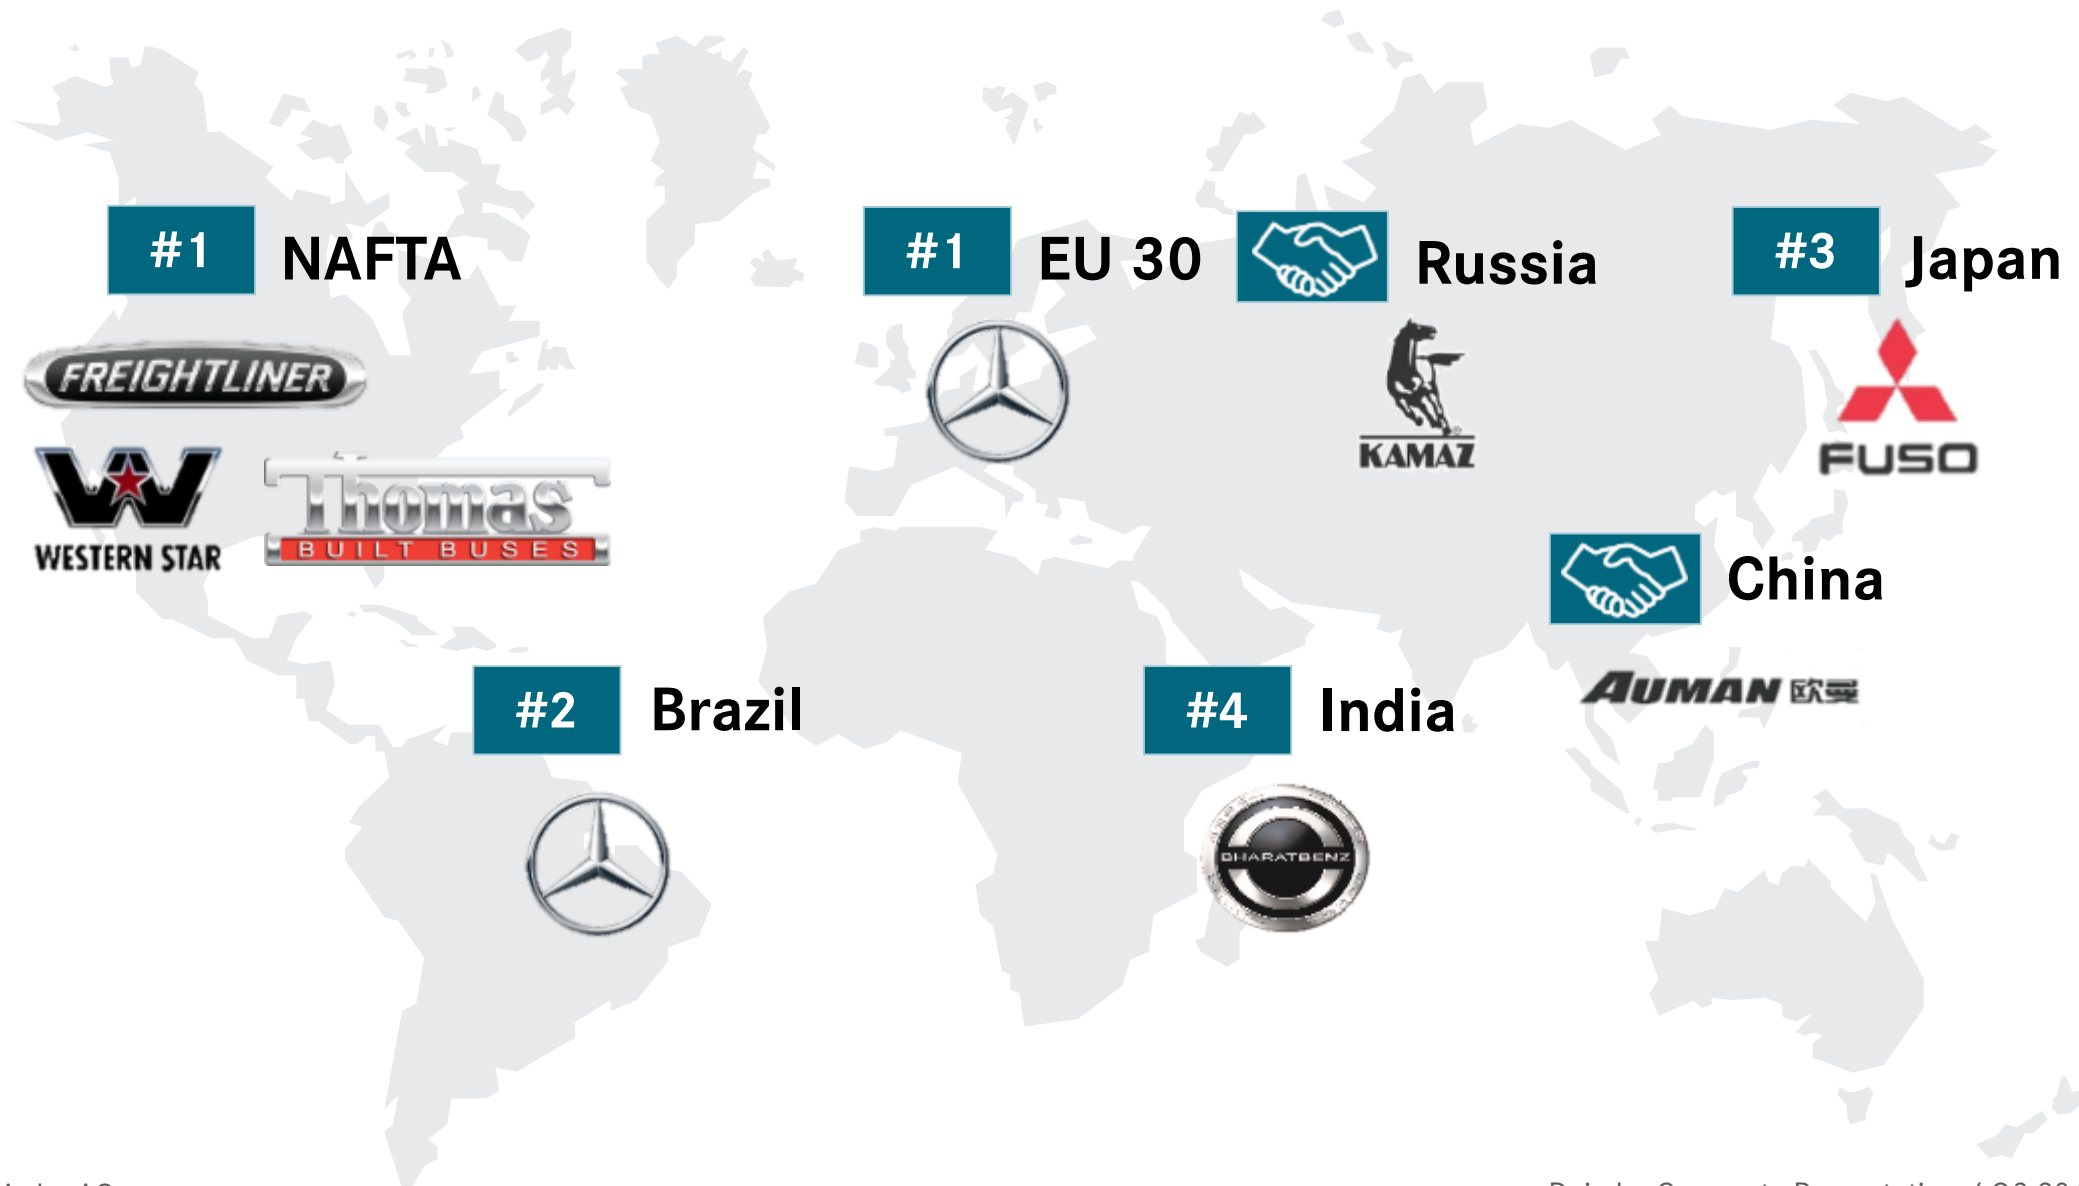 #1 NAFTA
FREIGHTLINER
WESTERN STAR
Thomas
BUILT BUSES
#1 EU 30
Russia
KAMAZ
#3 Japan
FUSO
China
AUMAN 欧曼
#2 Brazil
#4 India
BHARATBENZ